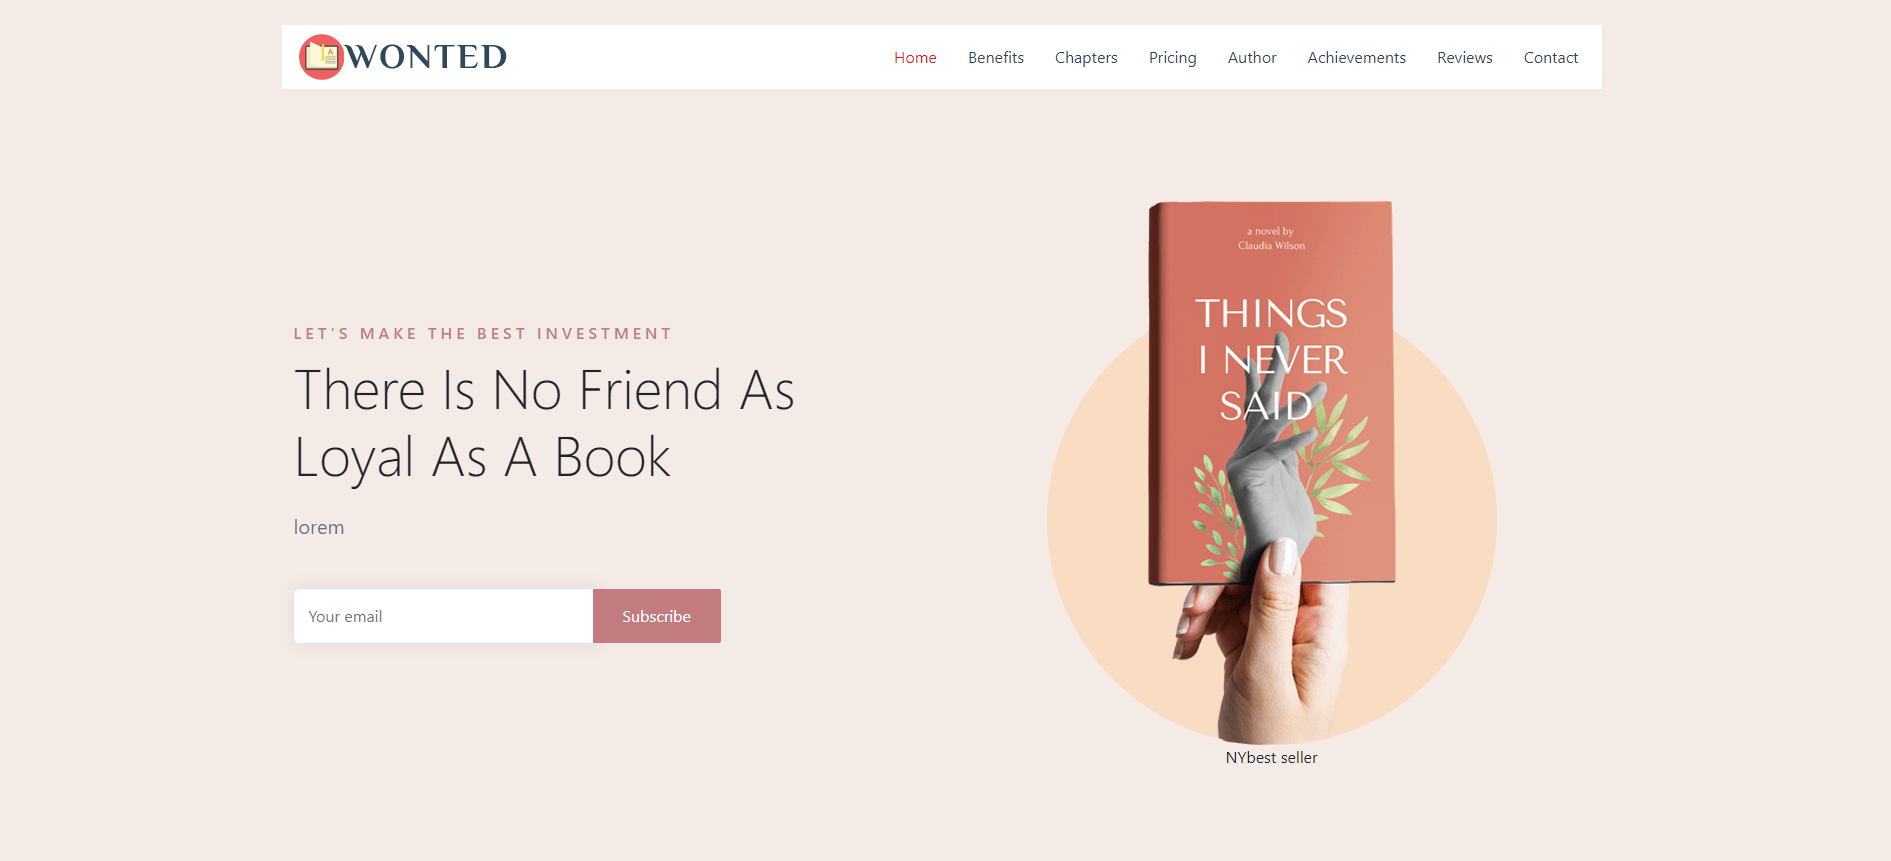 WONTED
Home Benefits Chapters Pricing Author Achievements Reviews Contact
LET'S MAKE THE BEST INVESTMENT
There Is No Friend As
Loyal As A Book
lorem
Your email Subscribe
a novel by
Claudia Wilson
THINGS
I NEVER
SAID
NYbest seller